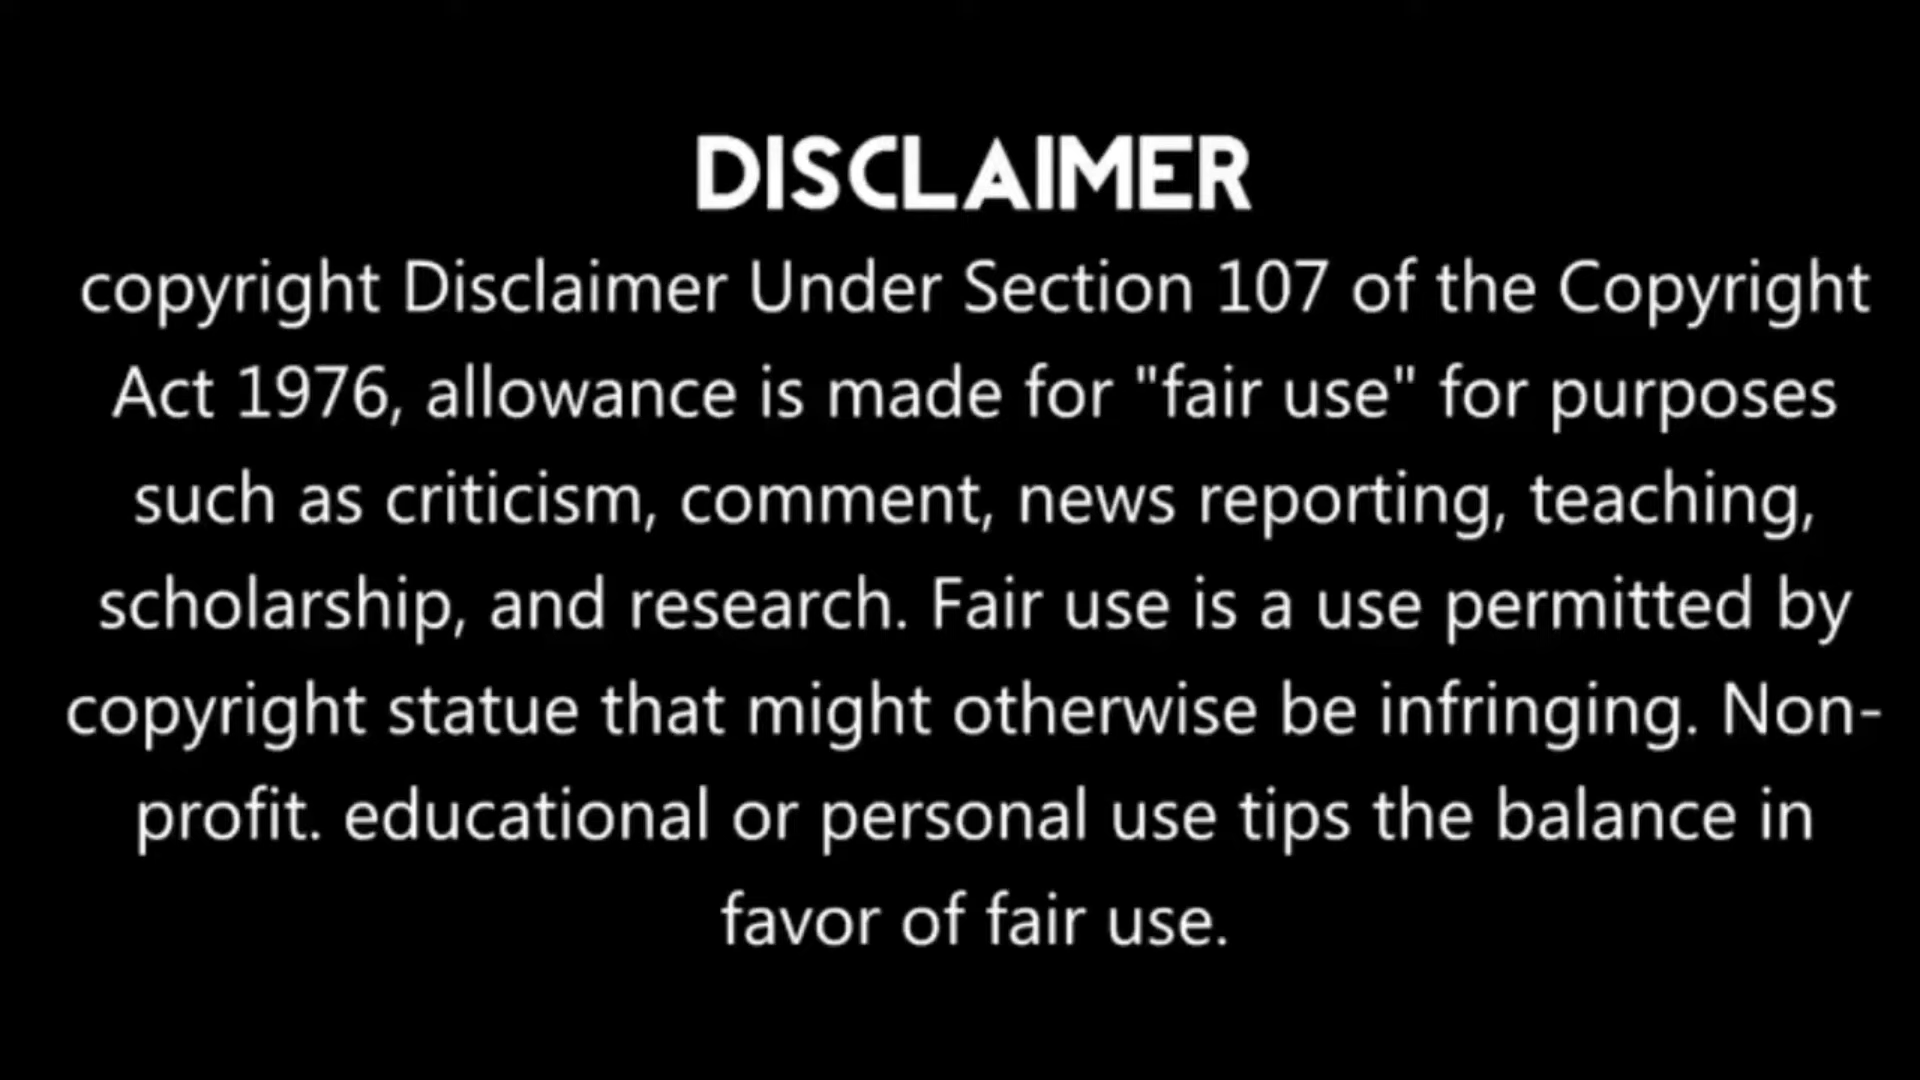 DISCLAIMER
copyright Disclaimer Under Section 107 of the Copyright
Act 1976, allowance is made for "fair use" for purposes
such as criticism, comment, news reporting, teaching,
scholarship, and research. Fair use is a use permitted by
copyright statue that might otherwise be infringing. Non-
profit. educational or personal use tips the balance in
favor of fair use.